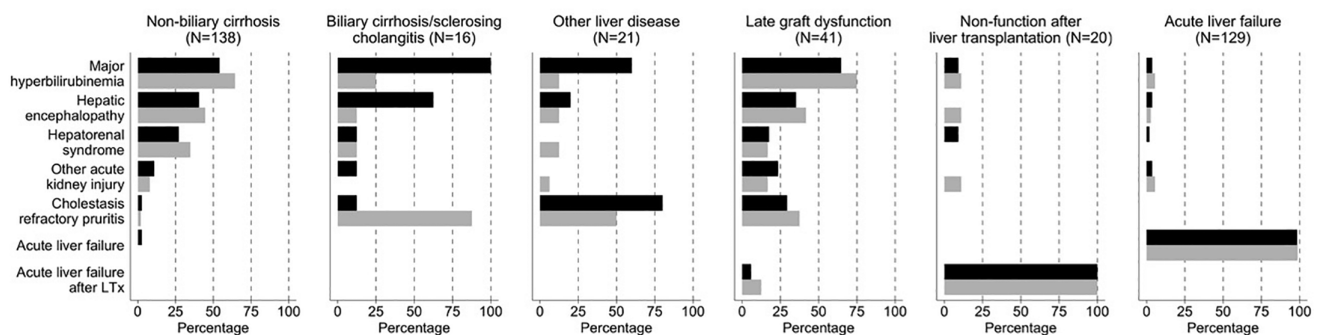 Non-biliary cirrhosis
(N=138)
Biliary cirrhosis/sclerosing
cholangitis (N=16)
Other liver disease
(N=21)
Late graft dysfunction
(N=41)
Non-function after
liver transplantation (N=20)
Acute liver failure
(N=129)
Major
hyperbilirubinemia
Hepatic
encephalopathy
Hepatorenal
syndrome
Other acute
kidney injury
Cholestasis
refractory pruritis
Acute liver failure
Acute liver failure
after LTx
0 25 50 75 100
Percentage
0 25 50 75 100
Percentage
0 25 50 75 100
Percentage
0 25 50 75 100
Percentage
0 25 50 75 100
Percentage
0 25 50 75 100
Percentage